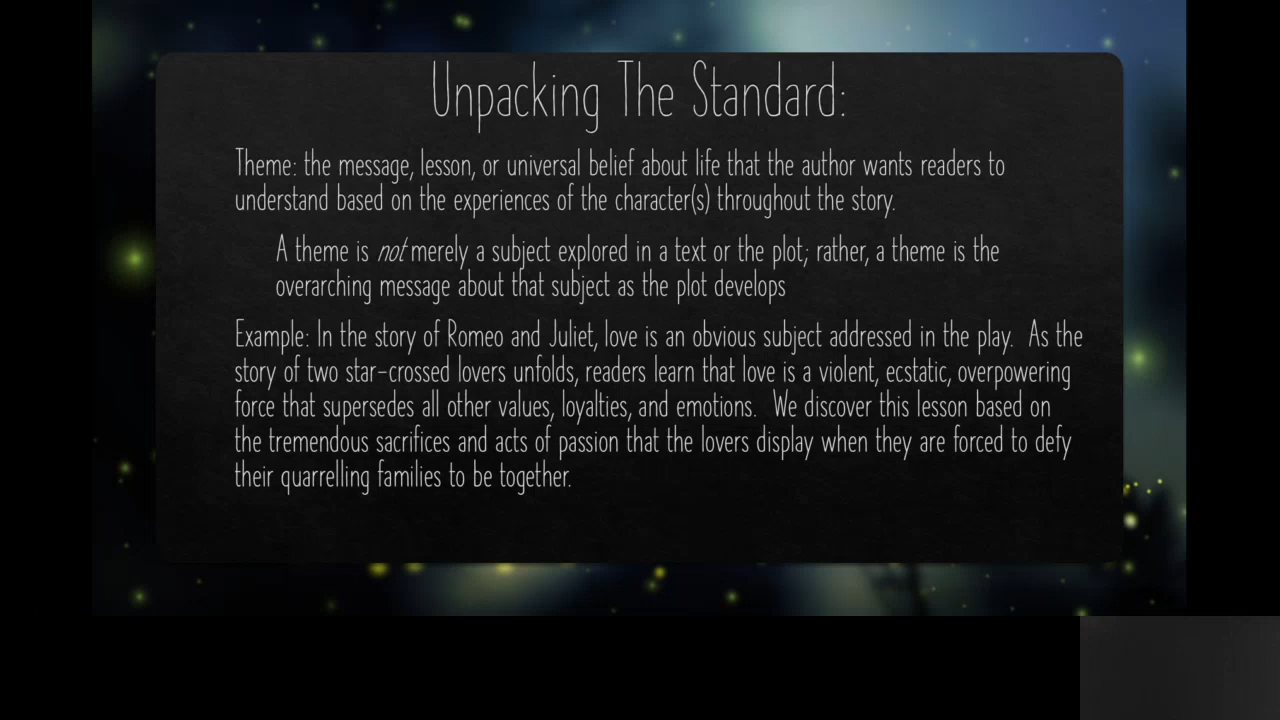 Unpacking The Standard:
Theme: the message, lesson, or universal belief about life that the author wants readers to
understand based on the experiences of the character(s) throughout the story.
A theme is not merely a subject explored in a text or the plot; rather, a theme is the
overarching message about that subject as the plot develops
Example: In the story of Romeo and Juliet, love is an obvious subject addressed in the play.  As the
story of two star-crossed lovers unfolds, readers learn that love is a violent, ecstatic, overpowering
force that supersedes all other values, loyalties, and emotions.  We discover this lesson based on
the tremendous sacrifices and acts of passion that the lovers display when they are forced to defy
their quarrelling families to be together.